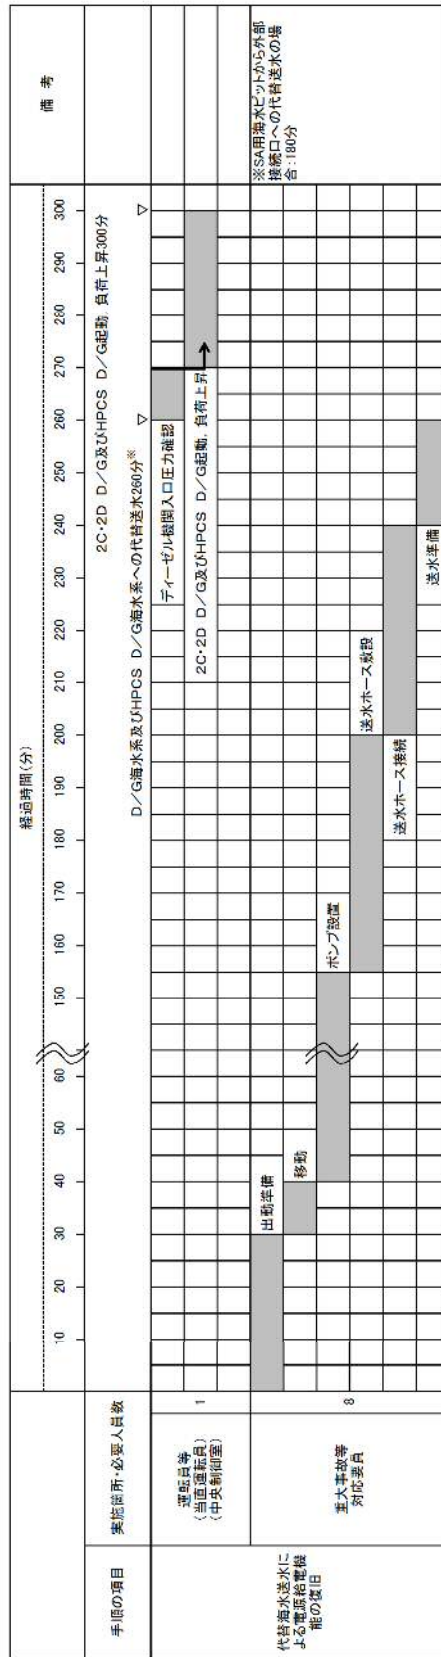 手順の項目
実施箇所・必要人員数
経過時間(分)
備 考
10 20 30 40 50 60 150 160 170 180 190 200 210 220 230 240 250 260 270 280 290 300
2C・2D D/G及びHPCS D/G起動，負荷上昇300分
D/G海水系及びHPCS D/G海水系への代替送水260分※
代替海水送水に
よる電源給電機
能の復旧
運転員等
(当直運転員)
(中央制御室)
1
ディーゼル機関入口圧力確認
2C・2D D/G及びHPCS D/G起動，負荷上昇
重大事故等
対応要員
8
出動準備
移動
ポンプ設置
送水ホース敷設
送水ホース接続
送水準備
※SA用海水ピットから外部
接続口への代替送水の場
合：180分